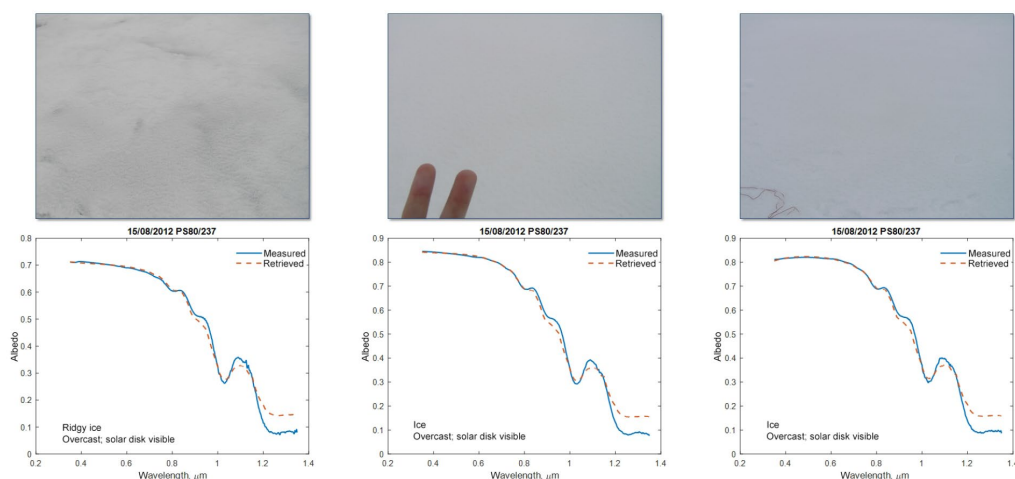 15/08/2012 PS80/237
0.8
0.7
0.6
0.5
0.4
0.3
0.2
0.1
0
Albedo
Measured
Retrieved
Ridgy ice
Overcast; solar disk visible
0.2 0.4 0.6 0.8 1 1.2 1.4
Wavelength, μm
15/08/2012 PS80/237
0.9
0.8
0.7
0.6
0.5
0.4
0.3
0.2
0.1
0
Albedo
Measured
Retrieved
Ice
Overcast; solar disk visible
0.2 0.4 0.6 0.8 1 1.2 1.4
Wavelength, μm
15/08/2012 PS80/237
0.9
0.8
0.7
0.6
0.5
0.4
0.3
0.2
0.1
0
Albedo
Measured
Retrieved
Ice
Overcast; solar disk visible
0.2 0.4 0.6 0.8 1 1.2 1.4
Wavelength, μm